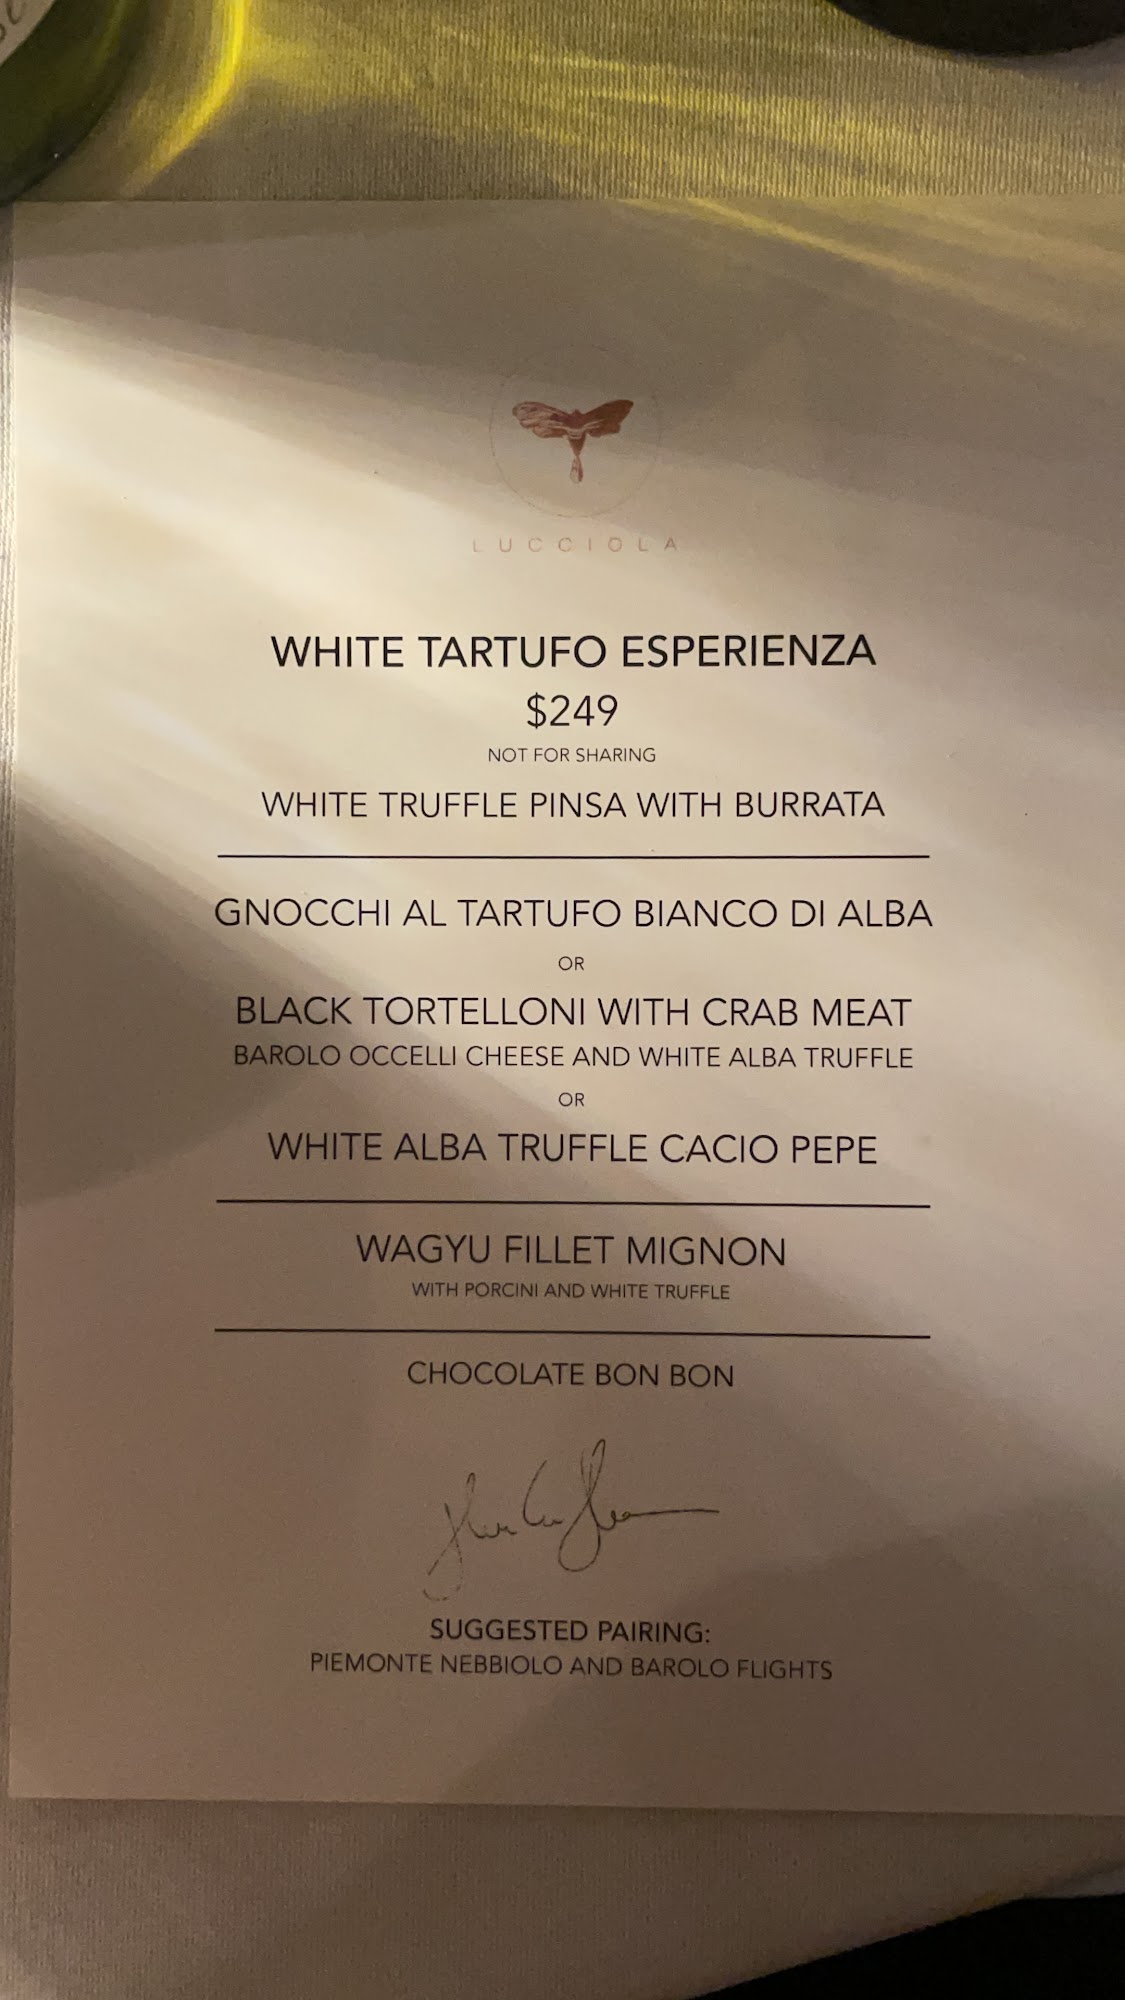 LUCCIOLA
WHITE TARTUFO ESPERIENZA
$249
NOT FOR SHARING
WHITE TRUFFLE PINSA WITH BURRATA
GNOCCHI AL TARTUFO BIANCO DI ALBA
OR
BLACK TORTELLONI WITH CRAB MEAT
BAROLO OCCELLI CHEESE AND WHITE ALBA TRUFFLE
OR
WHITE ALBA TRUFFLE CACIO PEPE
WAGYU FILLET MIGNON
WITH PORCINI AND WHITE TRUFFLE
CHOCOLATE BON BON
SUGGESTED PAIRING:
PIEMONTE NEBBIOLO AND BAROLO FLIGHTS